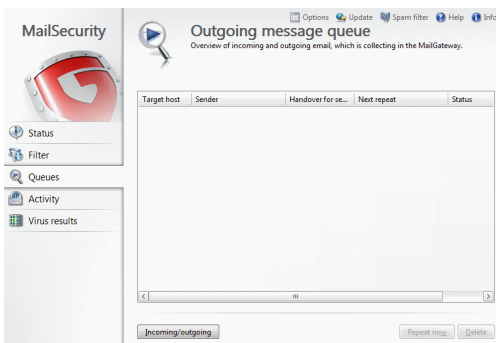 MailSecurity
Options Update Spam filter Help Info
Outgoing message queue
Overview of incoming and outgoing email, which is collecting in the MailGateway.
Target host Sender Handover for se... Next repeat Status
Status
Filter
Queues
Activity
Virus results
Incoming/outgoing Repeat now Delete